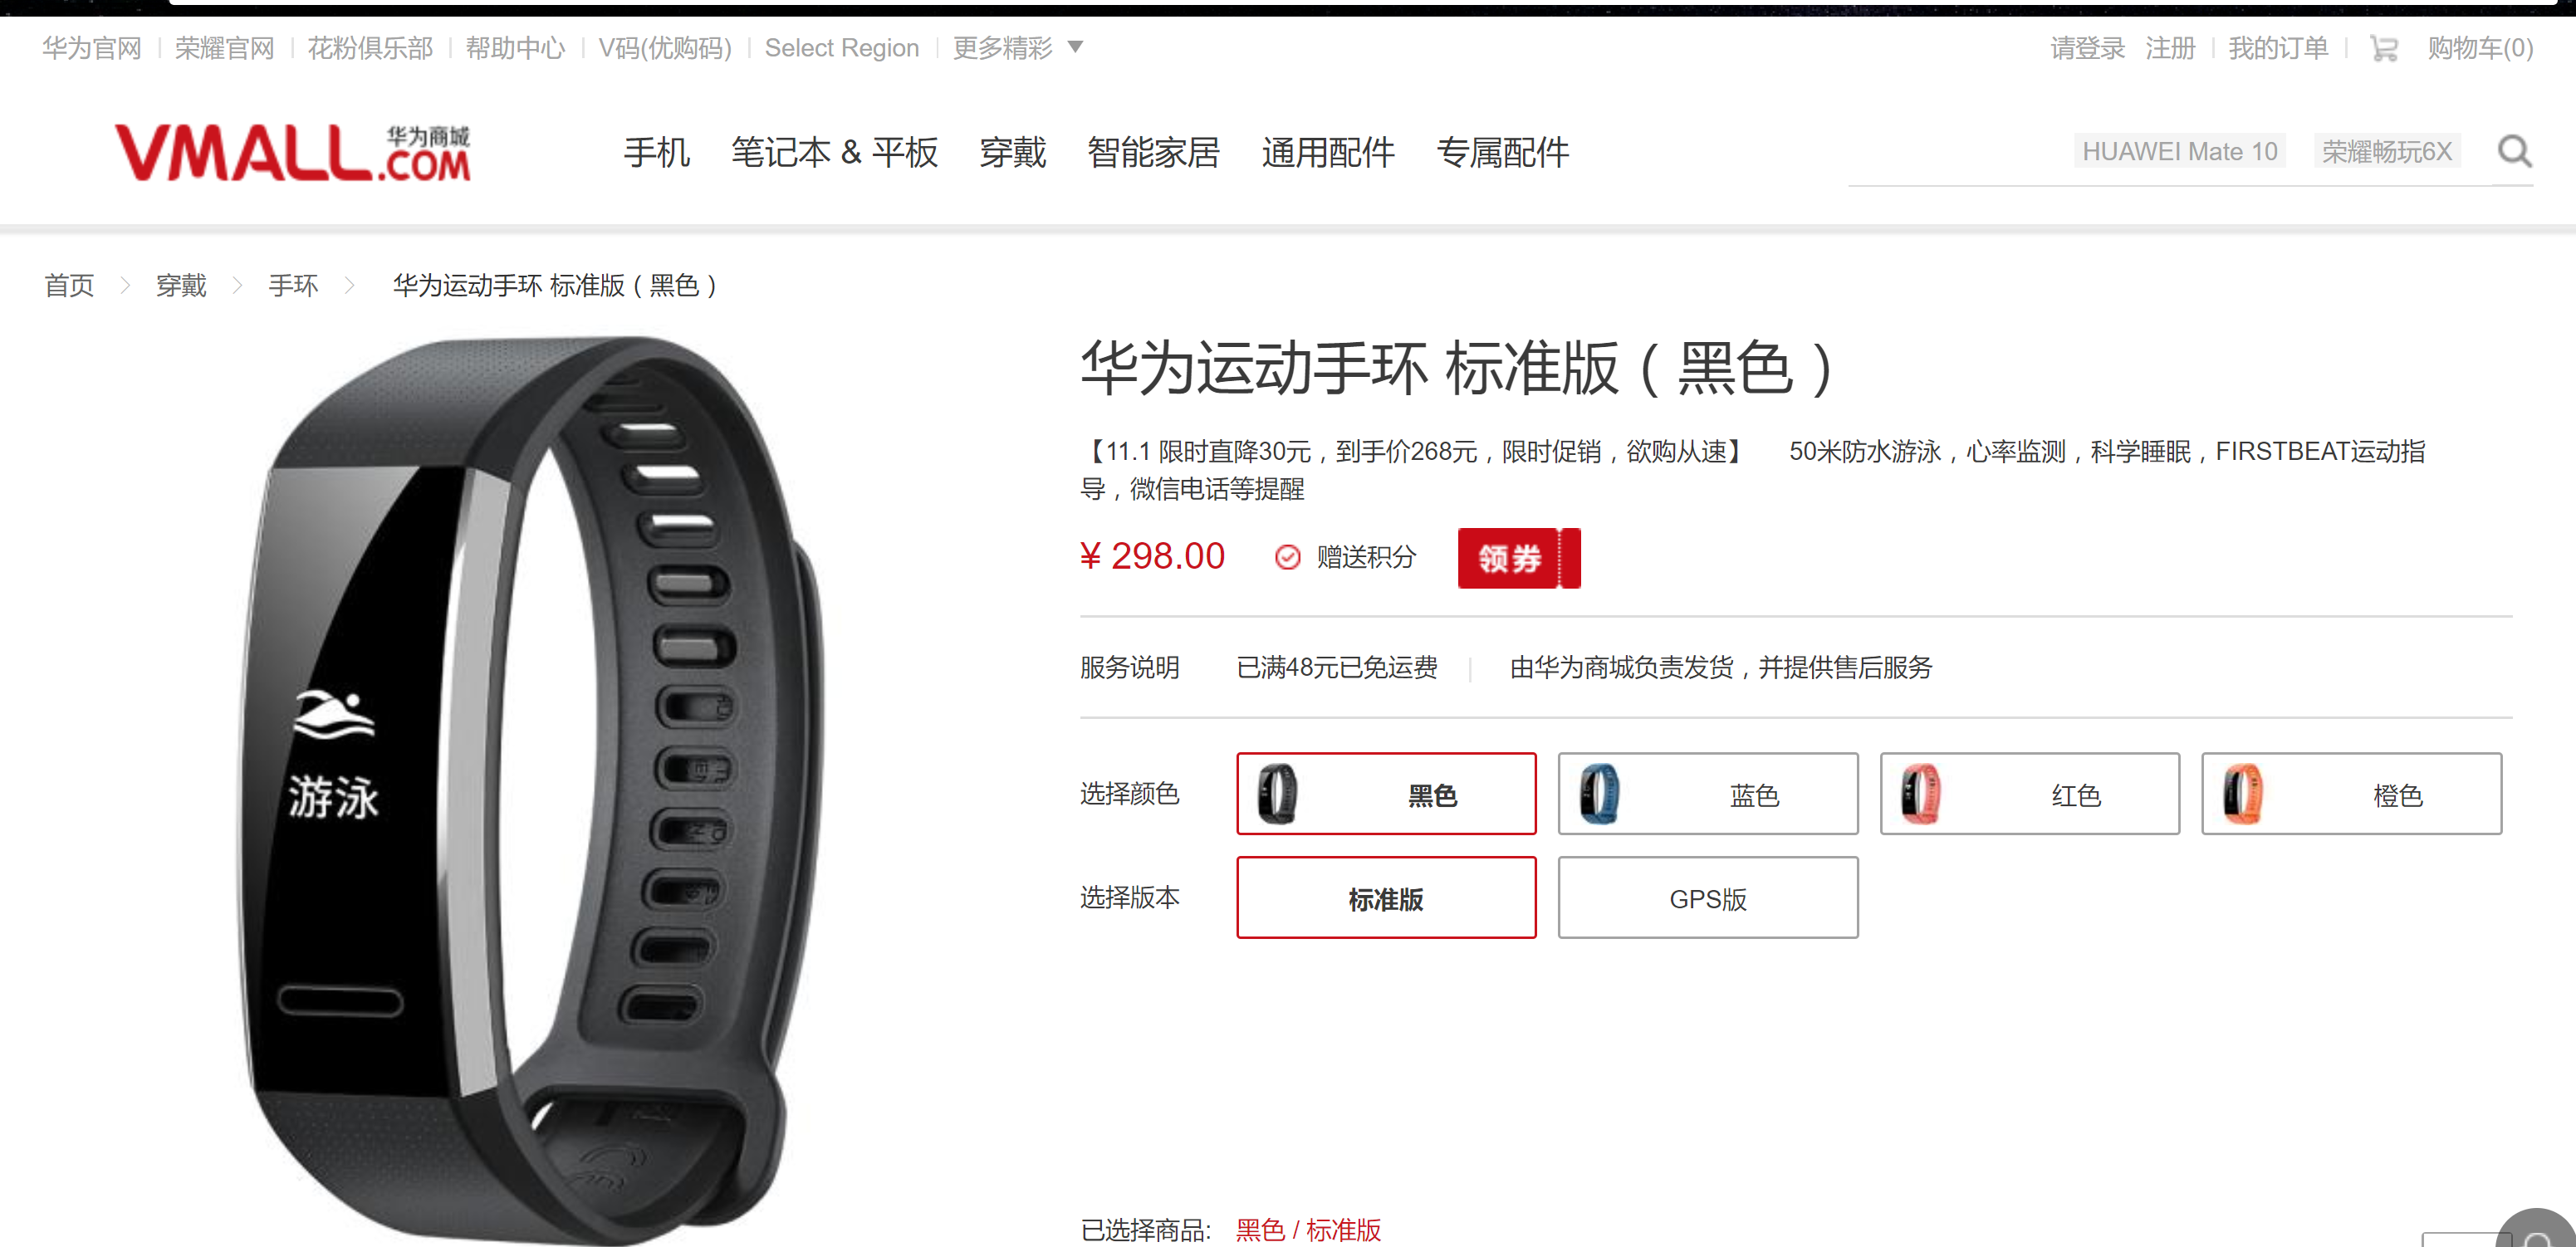 华为官网 | 荣耀官网 | 花粉俱乐部 | 帮助中心 | V码(优购码) | Select Region | 更多精彩 ▼
请登录 注册 | 我的订单 | 购物车(0)
VMALL.COM 华为商城
手机 笔记本 & 平板 穿戴 智能家居 通用配件 专属配件
HUAWEI Mate 10 荣耀畅玩6X
首页 > 穿戴 > 手环 > 华为运动手环 标准版（黑色）
游泳
华为运动手环 标准版（黑色）
【11.1 限时直降30元，到手价268元，限时促销，欲购从速】 50米防水游泳，心率监测，科学睡眠，FIRSTBEAT运动指
导，微信电话等提醒
¥ 298.00 赠送积分 领券
服务说明 已满48元已免运费 | 由华为商城负责发货，并提供售后服务
选择颜色 黑色 蓝色 红色 橙色
选择版本 标准版 GPS版
已选择商品: 黑色 / 标准版